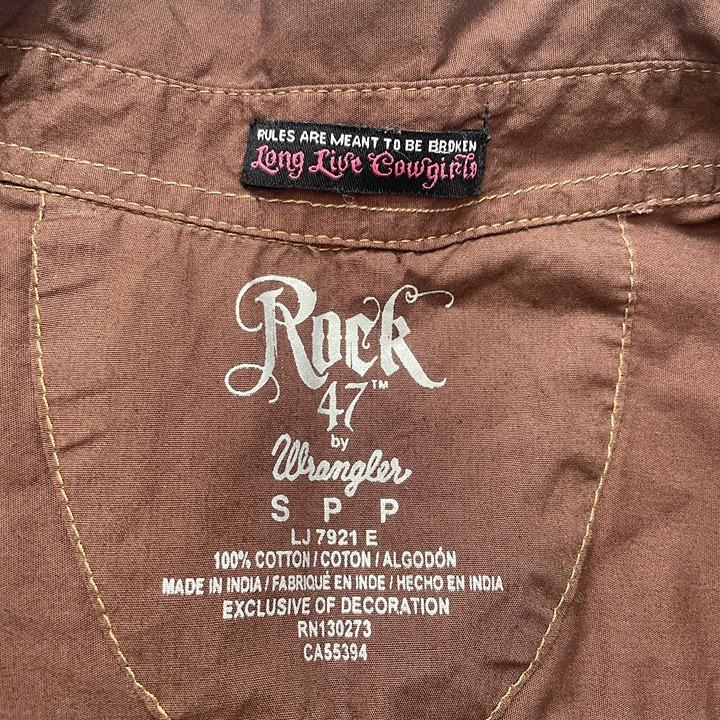 RULES ARE MEANT TO BE BROKEN
Long Live Cowgirls
Rock
47™
by
Wrangler
S P P
LJ 7921 E
100% COTTON / COTON / ALGODÓN
MADE IN INDIA / FABRIQUÉ EN INDE / HECHO EN INDIA
EXCLUSIVE OF DECORATION
RN130273
CA55394